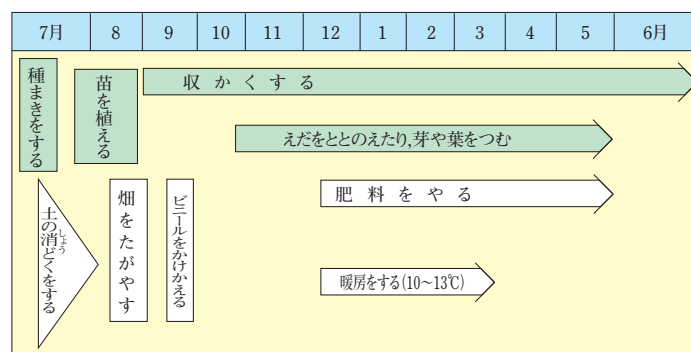 7月 8 9 10 11 12 1 2 3 4 5 6月
種まきをする
苗を植える
収かくする
えだをととのえたり,芽や葉をつむ
土の消どくをする
しょう
畑をたがやす
ビニールをかけかえる
肥料をやる
暖房をする(10～13℃)